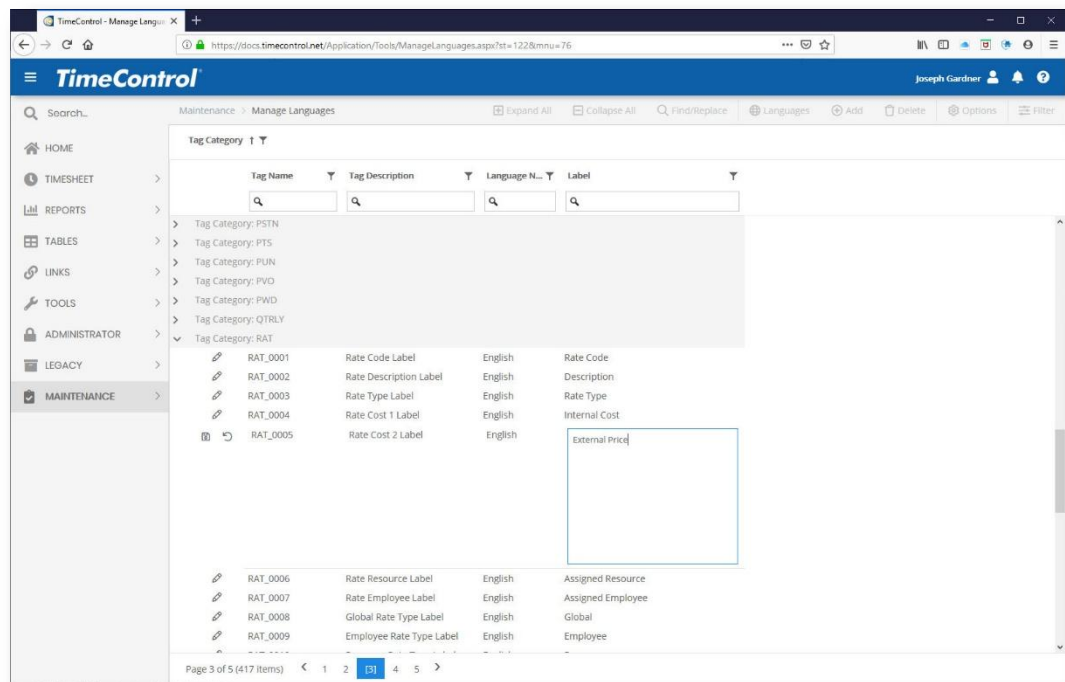 TimeControl - Manage Langu
https://docs.timecontrol.net/Application/Tools/ManageLanguages.aspx?st=122&mnu=76
TimeControl
Joseph Gardner
Search...
Maintenance > Manage Languages
Expand All
Collapse All
Find/Replace
Languages
Add
Delete
Options
Filter
HOME
TIMESHEET
REPORTS
TABLES
LINKS
TOOLS
ADMINISTRATOR
LEGACY
MAINTENANCE
Tag Category
Tag Name Tag Description Language N... Label
Tag Category: PSTN
Tag Category: PTS
Tag Category: PUN
Tag Category: PVO
Tag Category: PWD
Tag Category: QTRLY
Tag Category: RAT
RAT_0001 Rate Code Label English Rate Code
RAT_0002 Rate Description Label English Description
RAT_0003 Rate Type Label English Rate Type
RAT_0004 Rate Cost 1 Label English Internal Cost
RAT_0005 Rate Cost 2 Label English External Price
RAT_0006 Rate Resource Label English Assigned Resource
RAT_0007 Rate Employee Label English Assigned Employee
RAT_0008 Global Rate Type Label English Global
RAT_0009 Employee Rate Type Label English Employee
Page 3 of 5 (417 items) < 1 2 [3] 4 5 >